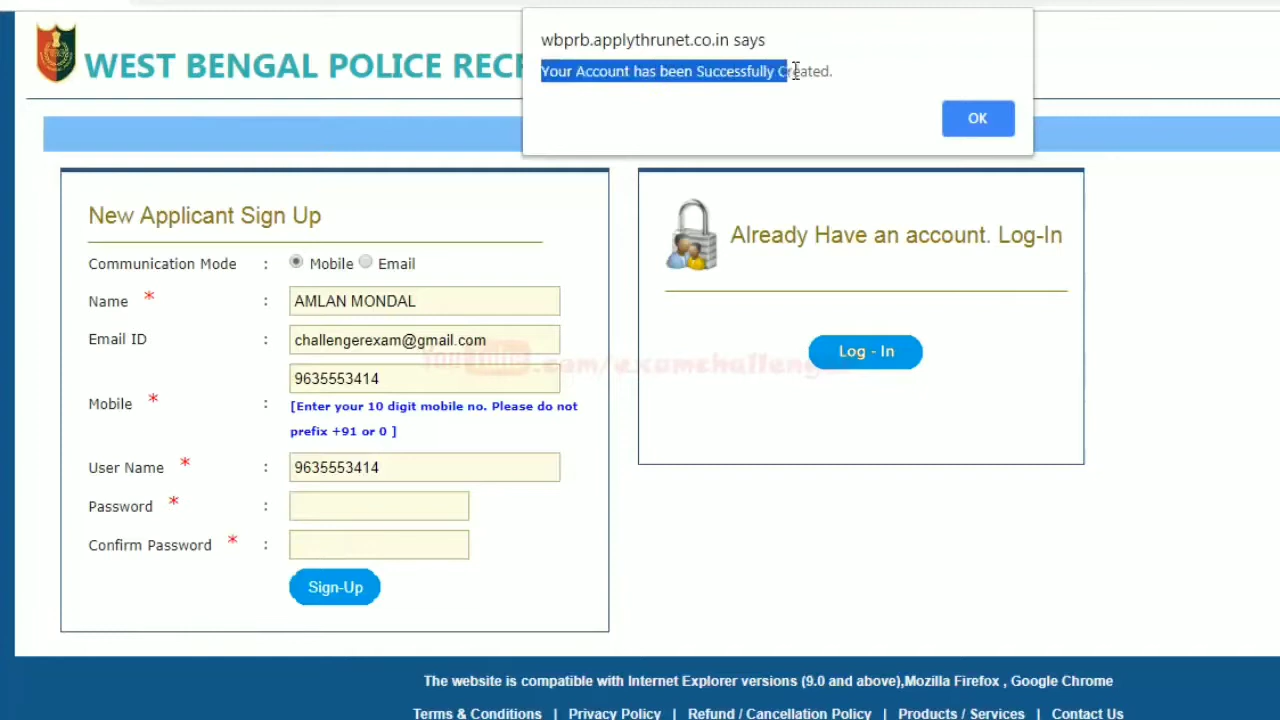 wbprb.applythrunet.co.in says
Your Account has been Successfully Created.
OK
WEST BENGAL POLICE
New Applicant Sign Up
Communication Mode : Mobile Email
Name * : AMLAN MONDAL
Email ID : challengerexam@gmail.com
9635553414
Mobile * :
[Enter your 10 digit mobile no. Please do not
prefix +91 or 0 ]
User Name * : 9635553414
Password * :
Confirm Password * :
Sign-Up
Already Have an account. Log-In
Log - In
The website is compatible with Internet Explorer versions (9.0 and above),Mozilla Firefox , Google Chrome
Terms & Conditions | Privacy Policy | Refund / Cancellation Policy | Products / Services | Contact Us